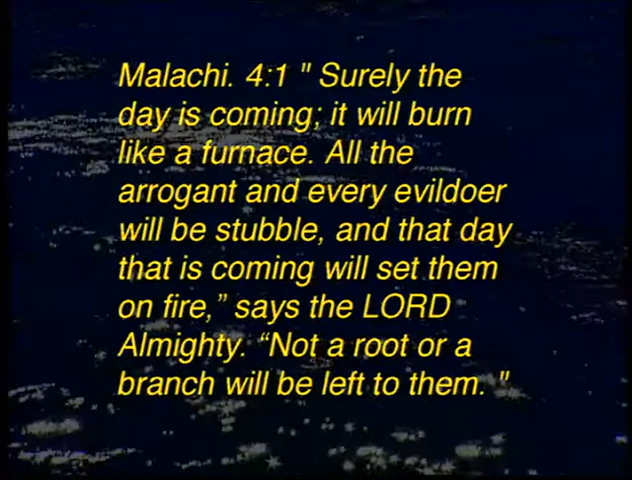 Malachi. 4:1 " Surely the
day is coming; it will burn
like a furnace. All the
arrogant and every evildoer
will be stubble, and that day
that is coming will set them
on fire,” says the LORD
Almighty. “Not a root or a
branch will be left to them. "